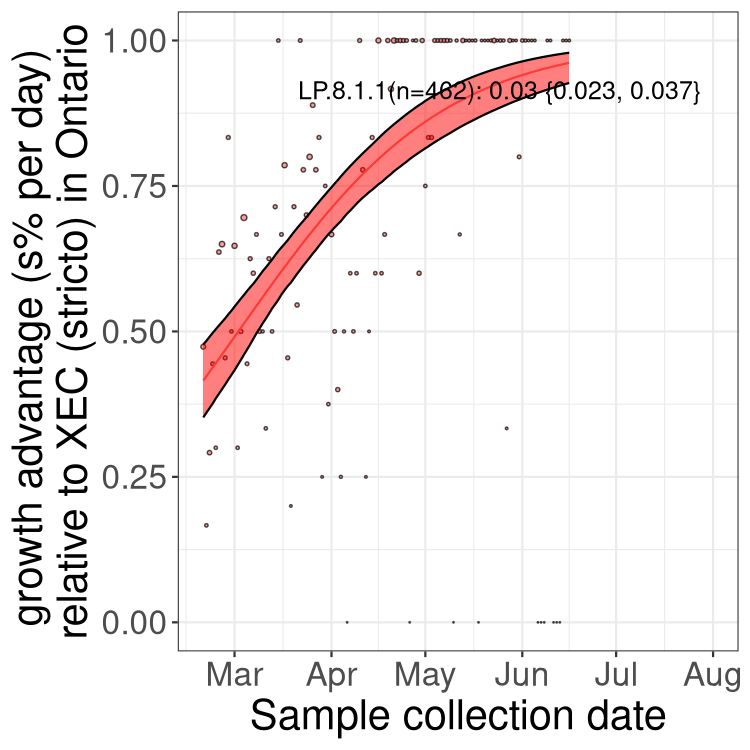 growth advantage (s% per day)
relative to XEC (stricto) in Ontario
1.00
0.75
0.50
0.25
0.00
LP.8.1.1(n=462): 0.03 {0.023, 0.037}
Mar Apr May Jun Jul Aug
Sample collection date